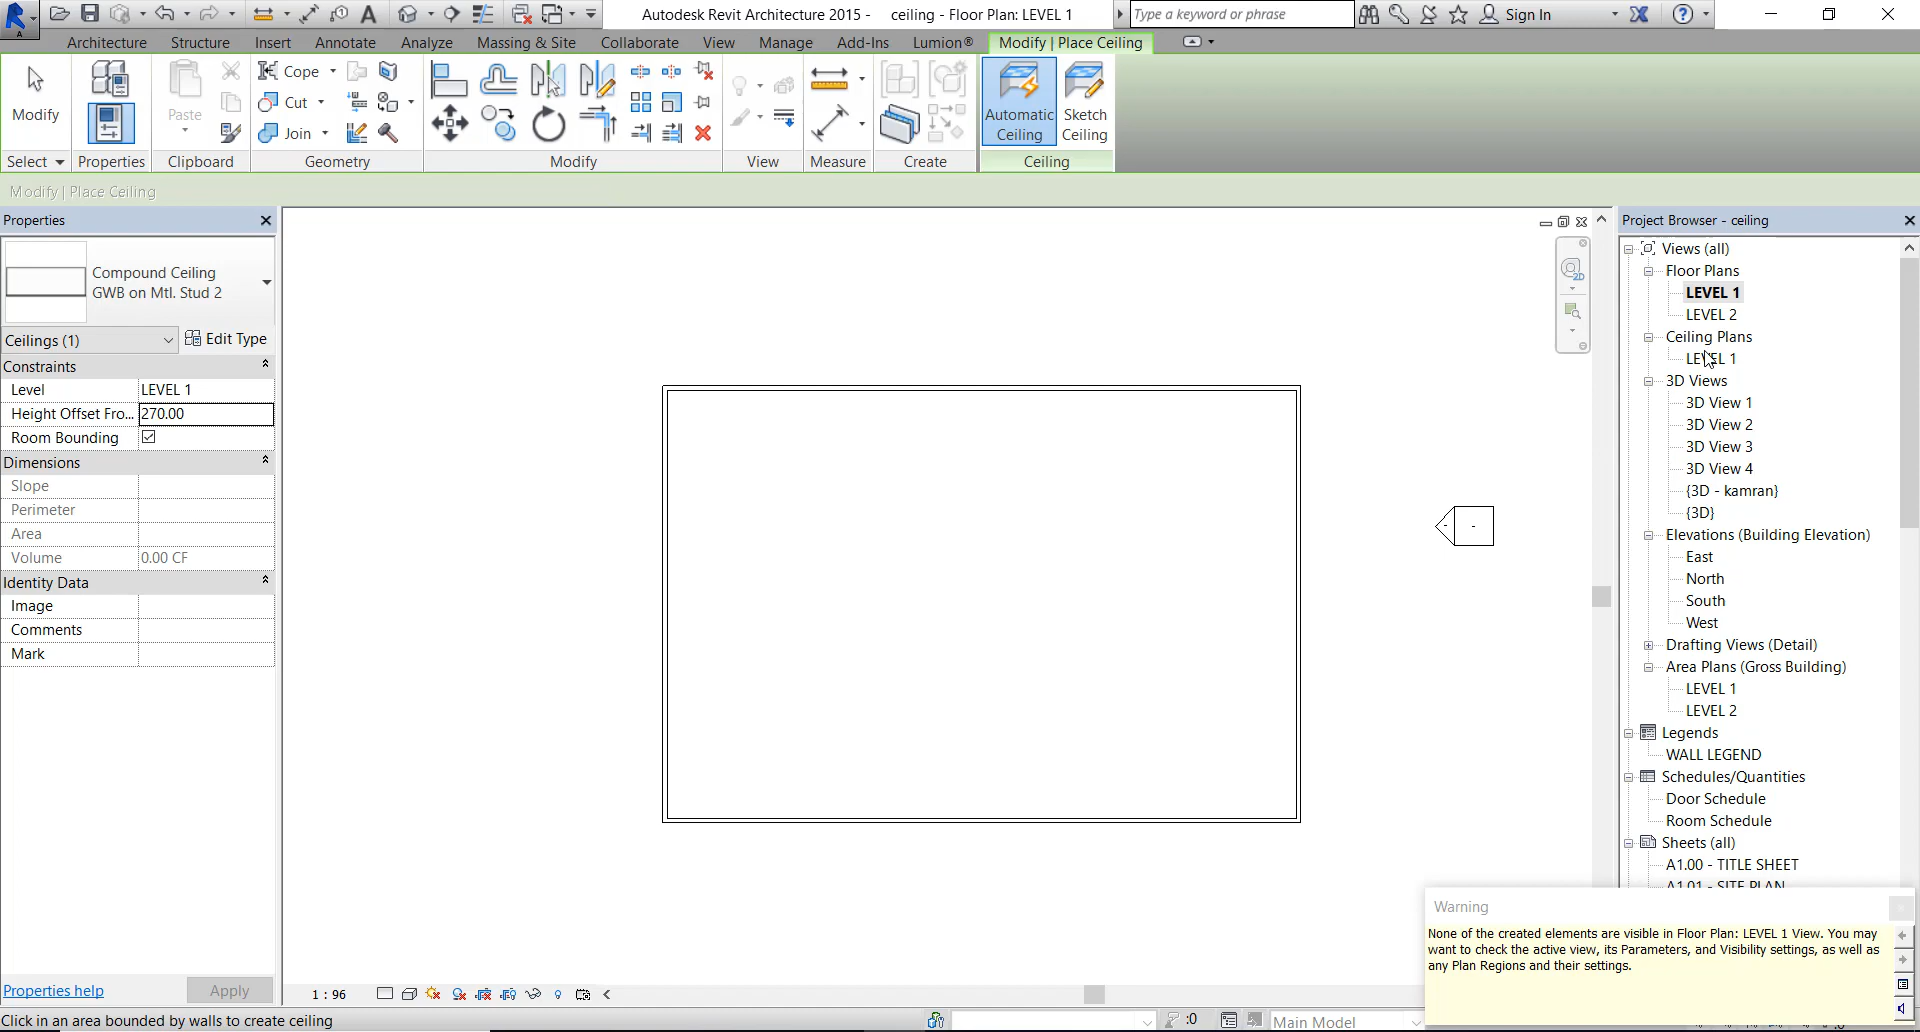 Autodesk Revit Architecture 2015 - ceiling - Floor Plan: LEVEL 1
Type a keyword or phrase
Sign In
Architecture Structure Insert Annotate Analyze Massing & Site Collaborate View Manage Add-Ins Lumion® Modify | Place Ceiling
Modify
Paste
Cope
Cut
Join
Automatic Ceiling
Sketch Ceiling
Select Properties Clipboard Geometry Modify View Measure Create Ceiling
Modify | Place Ceiling
Properties
Compound Ceiling
GWB on Mtl. Stud 2
Ceilings (1) Edit Type
Constraints
Level LEVEL 1
Height Offset Fro... 270.00
Room Bounding
Dimensions
Slope
Perimeter
Area
Volume 0.00 CF
Identity Data
Image
Comments
Mark
Properties help Apply
2D
1 : 96
Project Browser - ceiling
Views (all)
Floor Plans
LEVEL 1
LEVEL 2
Ceiling Plans
LEVEL 1
3D Views
3D View 1
3D View 2
3D View 3
3D View 4
{3D - kamran}
{3D}
Elevations (Building Elevation)
East
North
South
West
Drafting Views (Detail)
Area Plans (Gross Building)
LEVEL 1
LEVEL 2
Legends
WALL LEGEND
Schedules/Quantities
Door Schedule
Room Schedule
Sheets (all)
A1.00 - TITLE SHEET
A1.01 - SITE PLAN
Warning
None of the created elements are visible in Floor Plan: LEVEL 1 View. You may
want to check the active view, its Parameters, and Visibility settings, as well as
any Plan Regions and their settings.
Click in an area bounded by walls to create ceiling
:0
Main Model